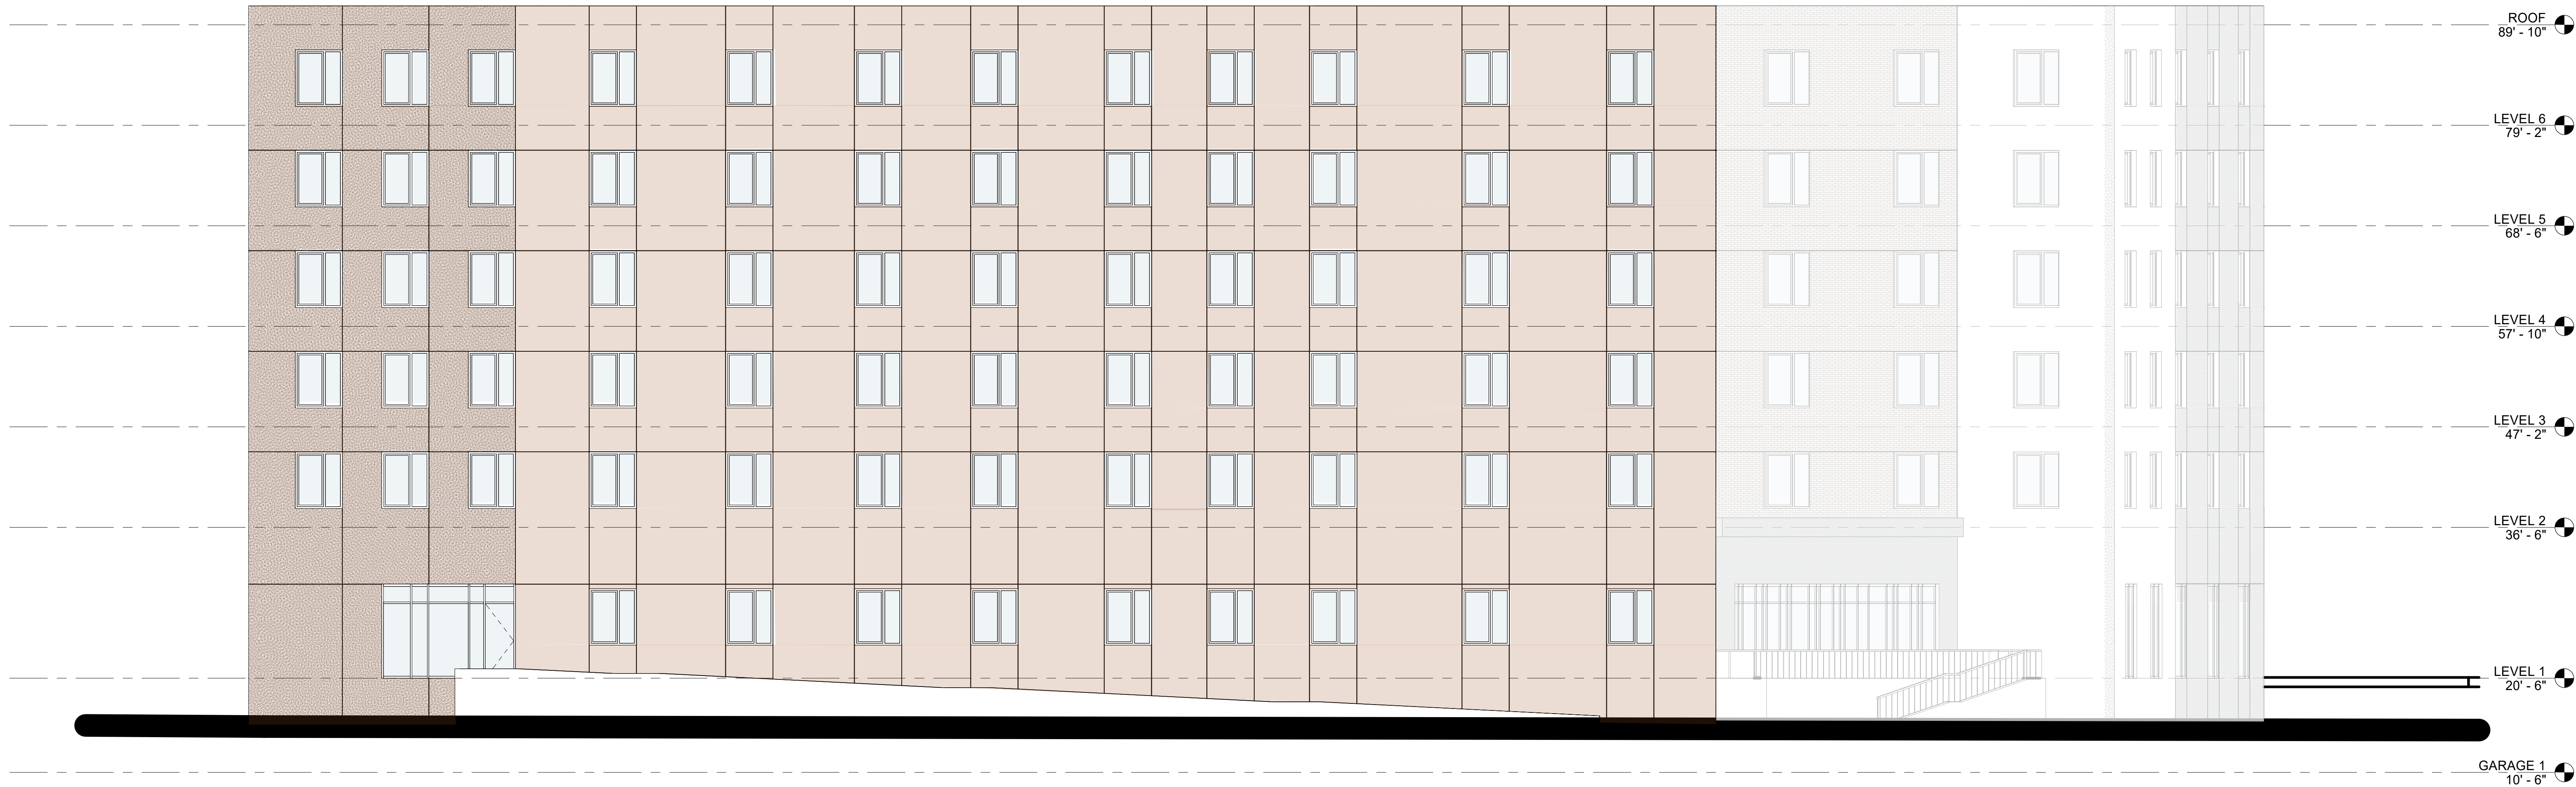 ROOF
89' - 10"
LEVEL 6
79' - 2"
LEVEL 5
68' - 6"
LEVEL 4
57' - 10"
LEVEL 3
47' - 2"
LEVEL 2
36' - 6"
LEVEL 1
20' - 6"
GARAGE 1
10' - 6"